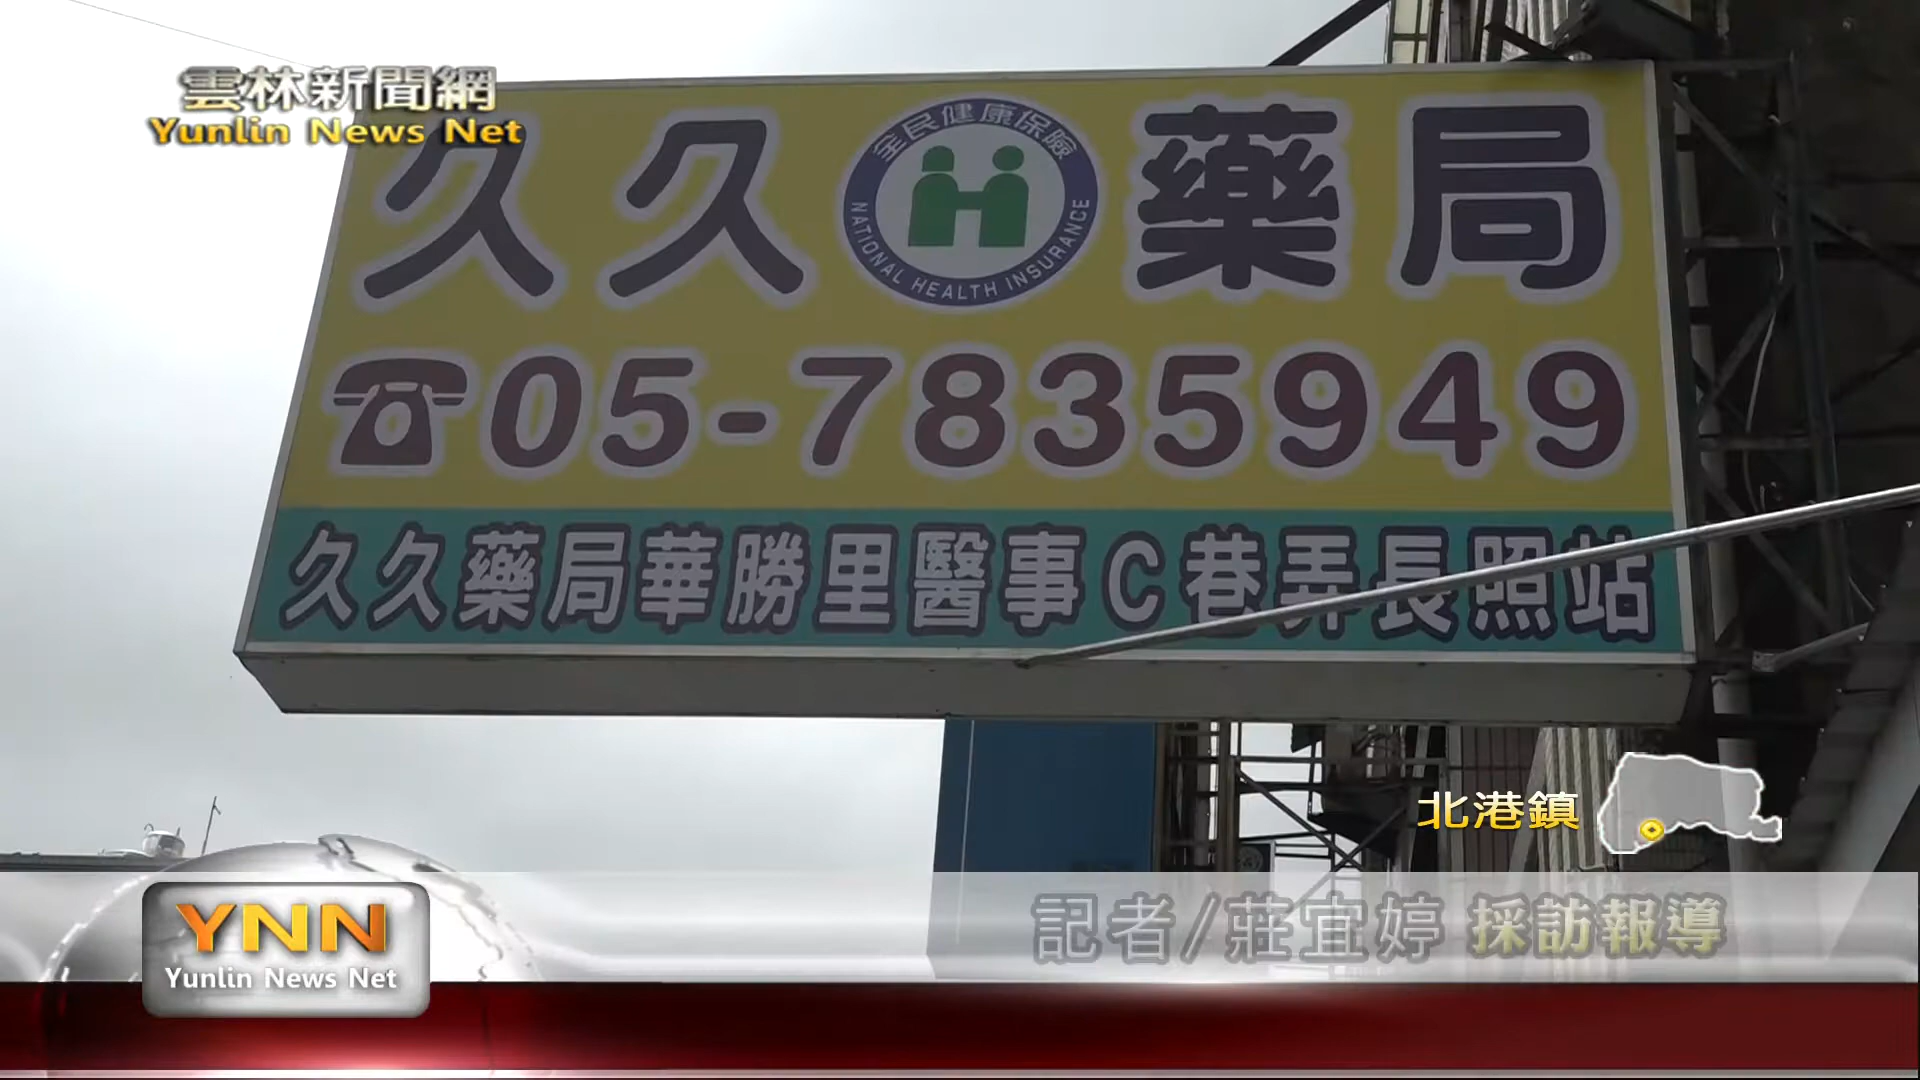 雲林新聞網
Yunlin News Net
久久藥局
全民健康保險
NATIONAL HEALTH INSURANCE
☎05-7835949
久久藥局華勝里醫事C巷弄長照站
北港鎮
記者/莊宜婷 採訪報導
YNN
Yunlin News Net